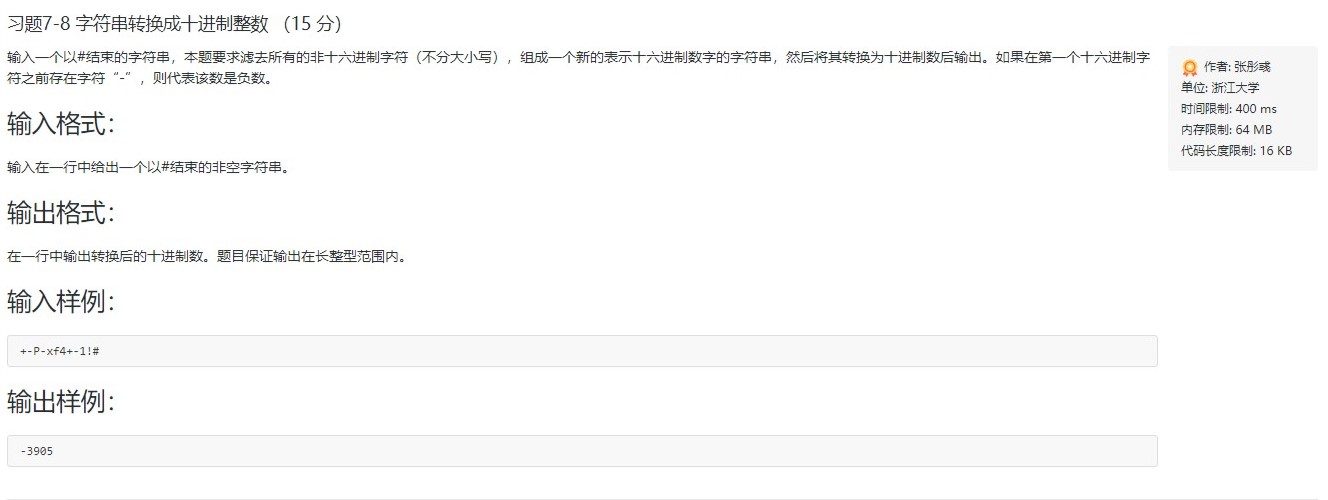 习题7-8 字符串转换成十进制整数 （15 分）
输入一个以#结束的字符串，本题要求滤去所有的非十六进制字符（不分大小写），组成一个新的表示十六进制数字的字符串，然后将其转换为十进制数后输出。如果在第一个十六进制字
符之前存在字符“-”，则代表该数是负数。
作者: 张彤彧
单位: 浙江大学
时间限制: 400 ms
内存限制: 64 MB
代码长度限制: 16 KB
输入格式：
输入在一行中给出一个以#结束的非空字符串。
输出格式：
在一行中输出转换后的十进制数。题目保证输出在长整型范围内。
输入样例：
+-P-xf4+-1!#
输出样例：
-3905